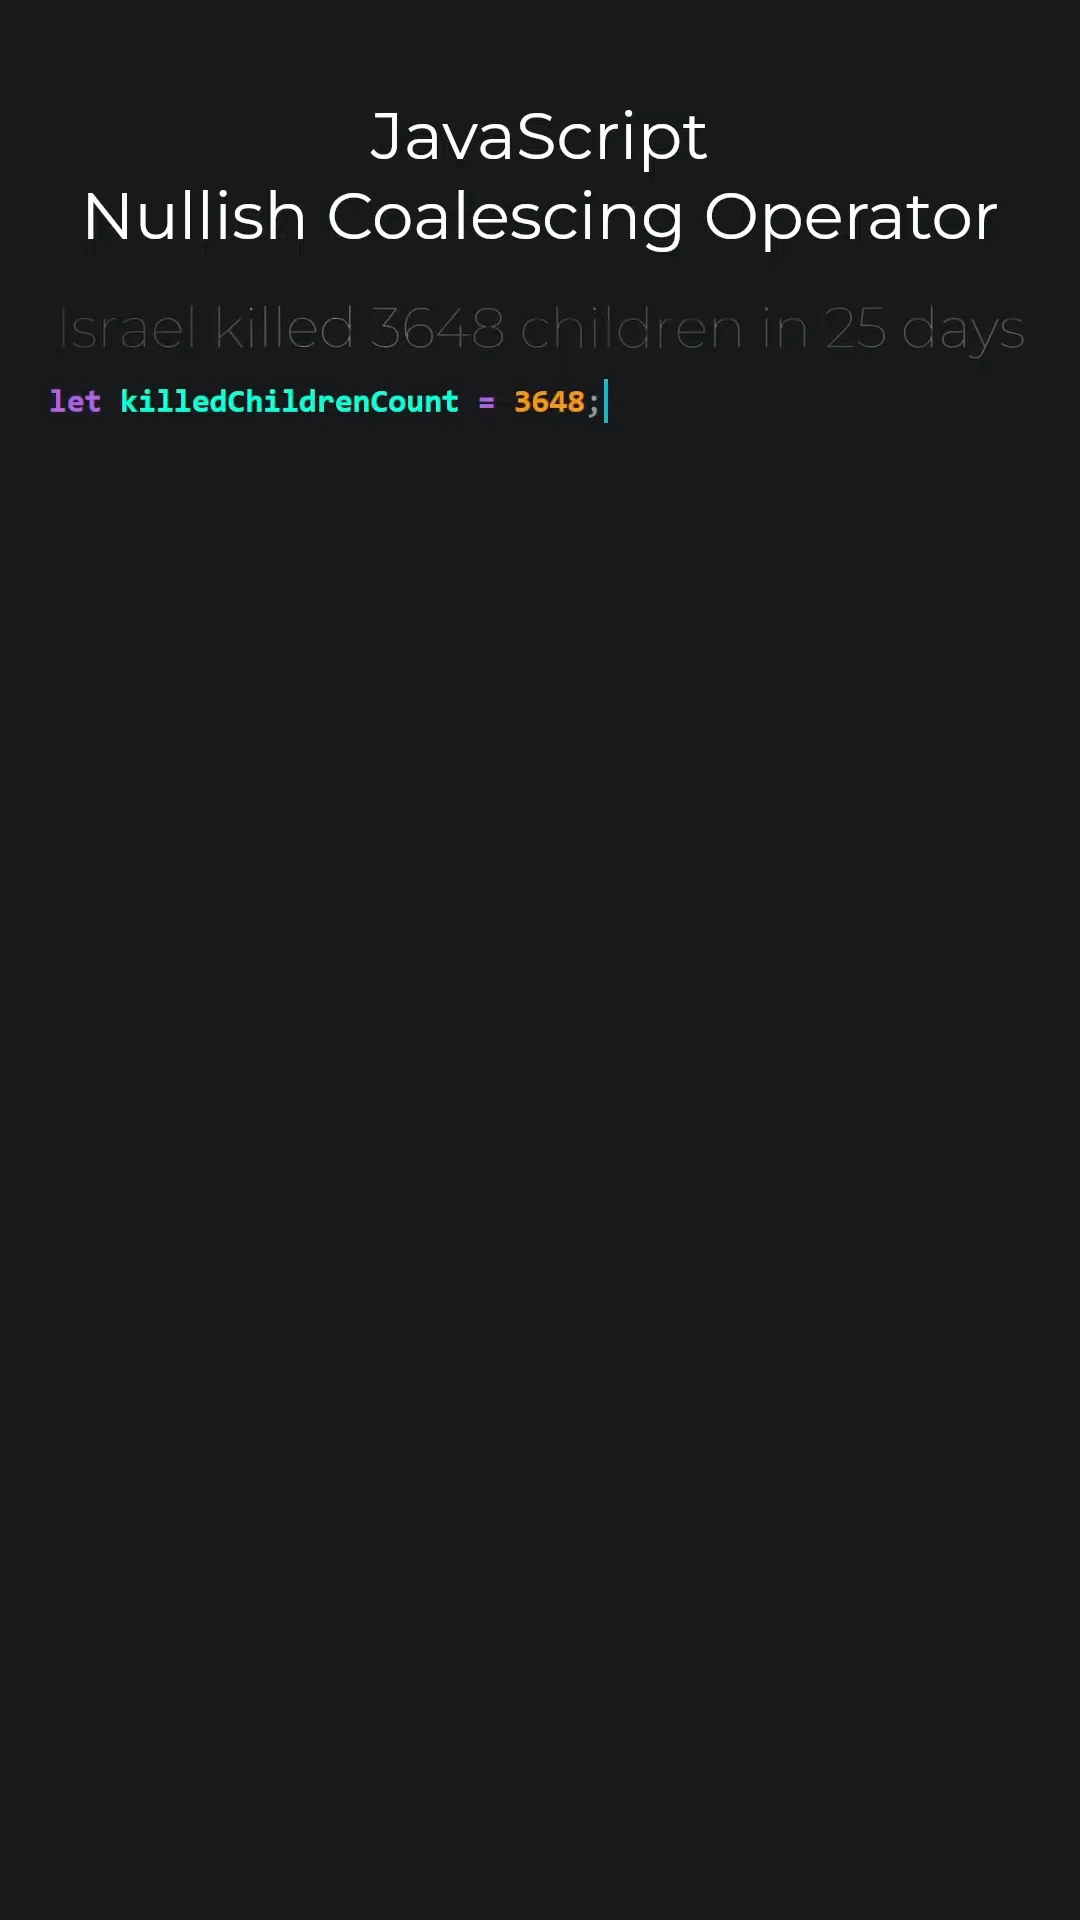 JavaScript
Nullish Coalescing Operator
Israel killed 3648 children in 25 days
let killedChildrenCount = 3648;